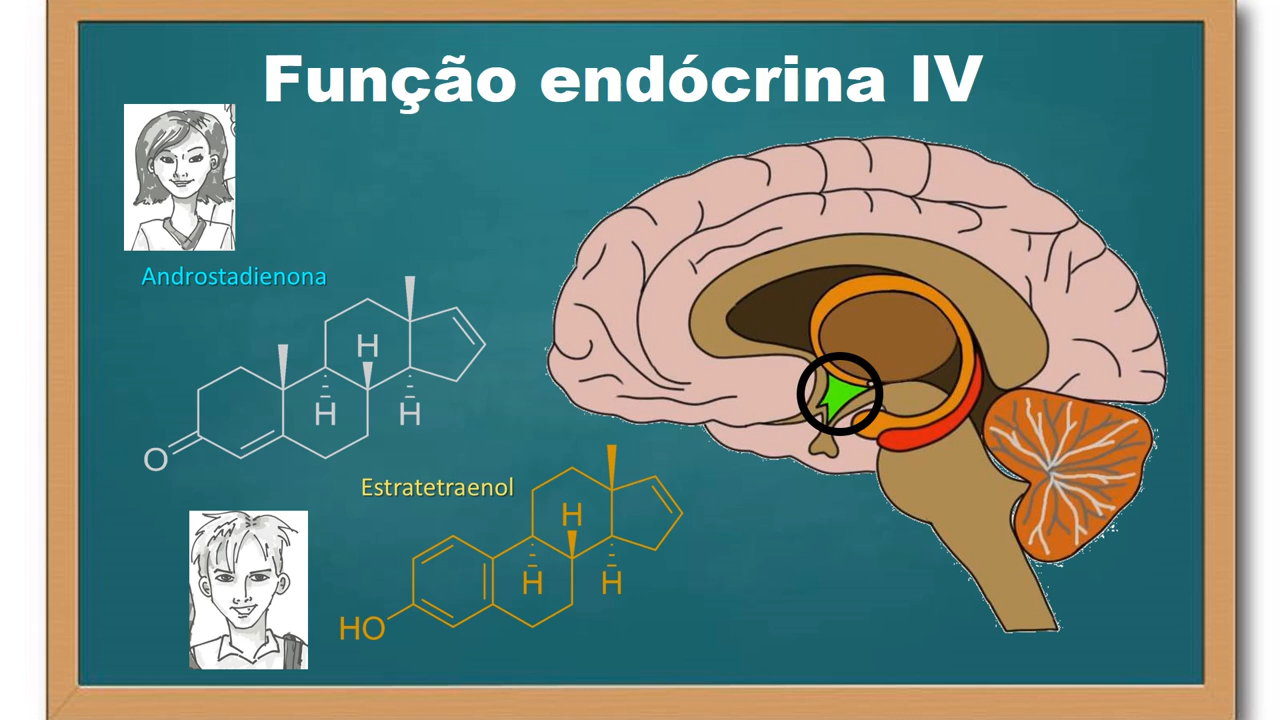 Função endócrina IV
Androstadienona
H
H
H
O
Estratetraenol
H
H
H
HO